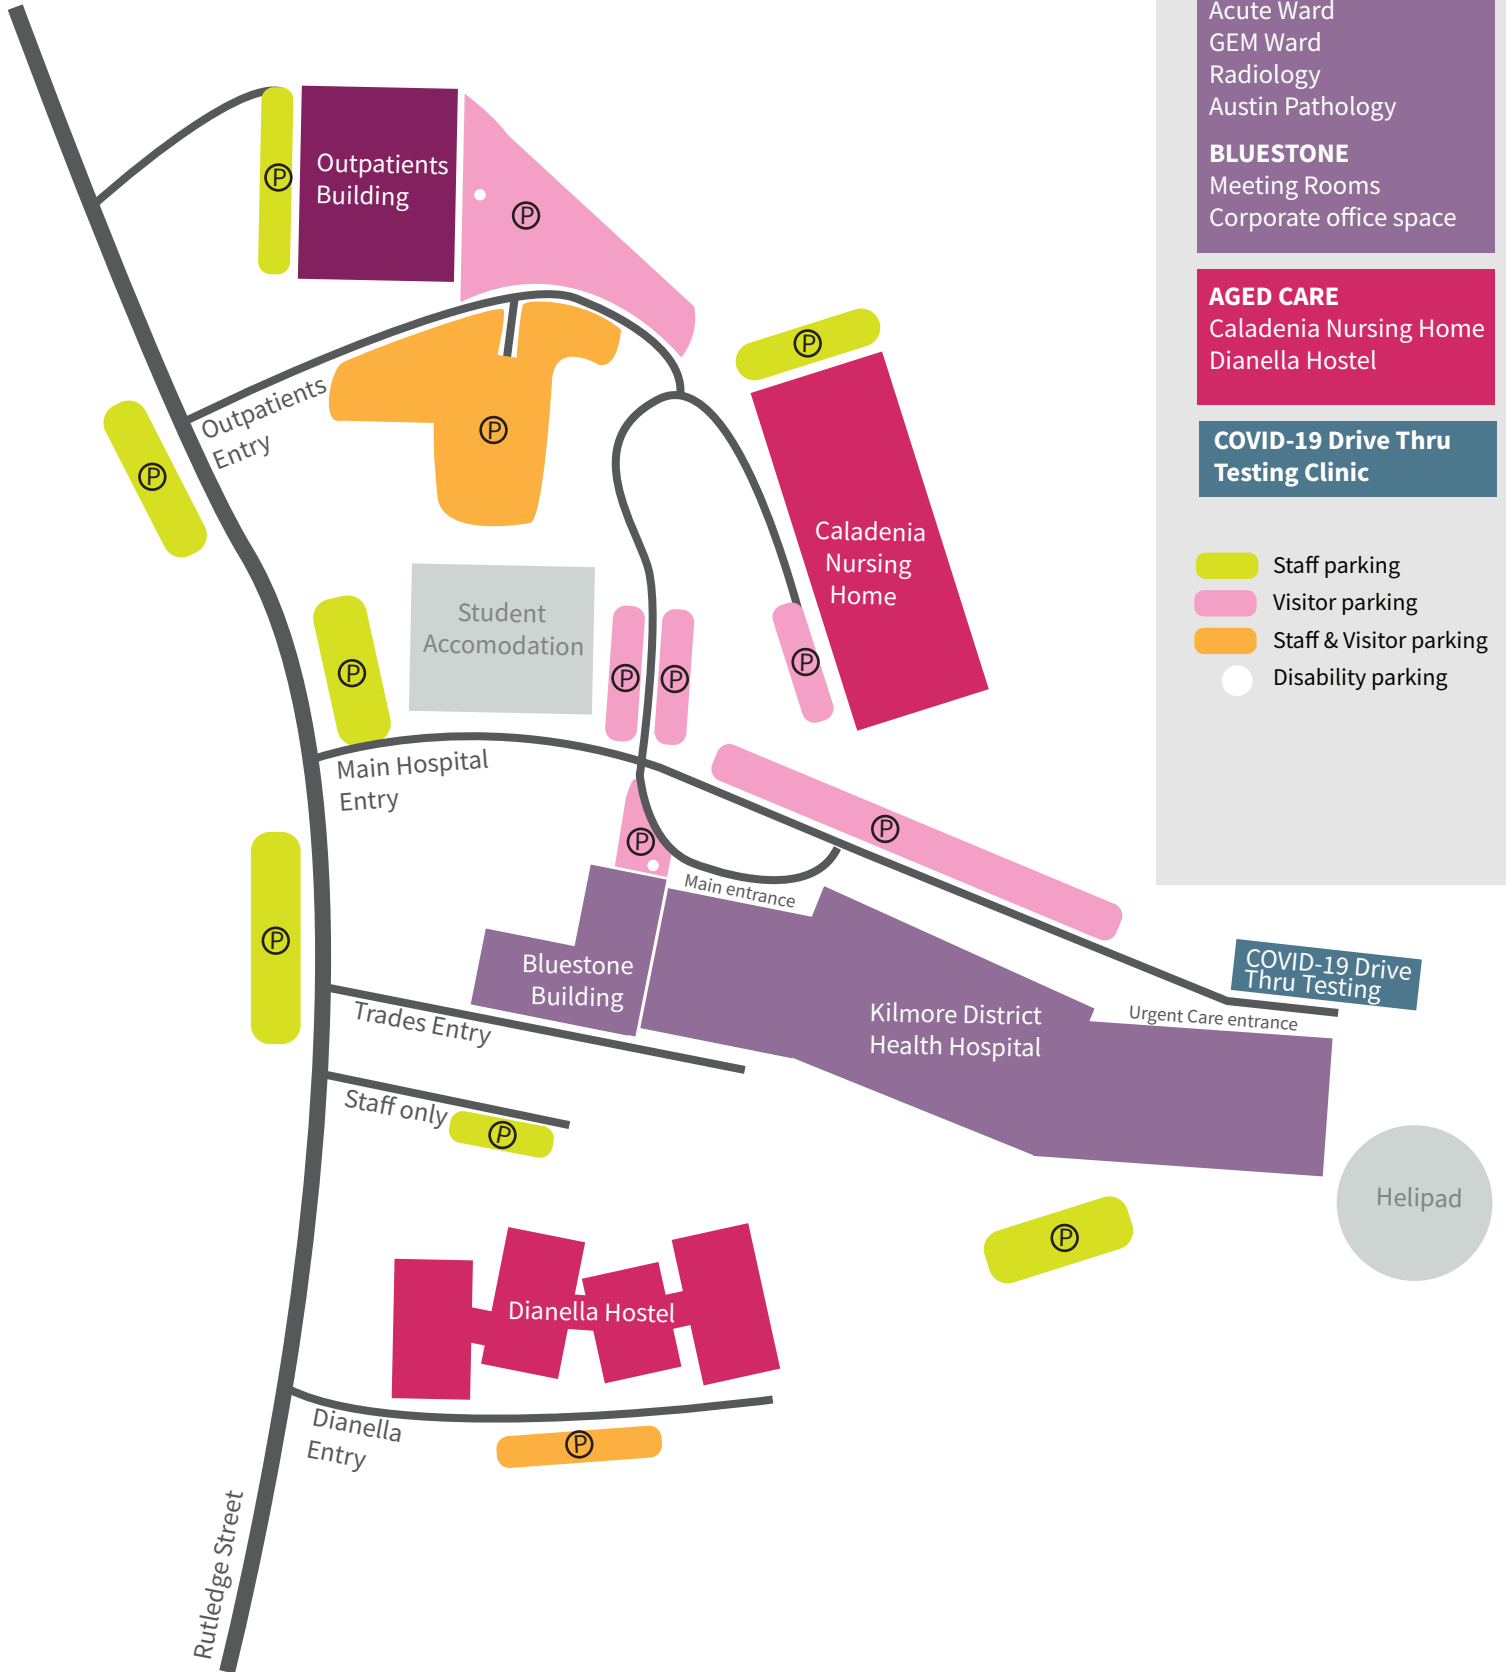 Acute Ward
GEM Ward
Radiology
Austin Pathology
BLUESTONE
Meeting Rooms
Corporate office space
AGED CARE
Caladenia Nursing Home
Dianella Hostel
COVID-19 Drive Thru
Testing Clinic
Staff parking
Visitor parking
Staff & Visitor parking
Disability parking
P
Outpatients
Building
P
P
Outpatients
Entry
P
P
Caladenia
Nursing
Home
P
Student
Accomodation
P
P
P
P
Main Hospital
Entry
P
P
Main entrance
P
Bluestone
Building
Kilmore District
Health Hospital
COVID-19 Drive
Thru Testing
Urgent Care entrance
Trades Entry
Staff only
P
Helipad
P
Dianella Hostel
Dianella
Entry
P
Rutledge Street